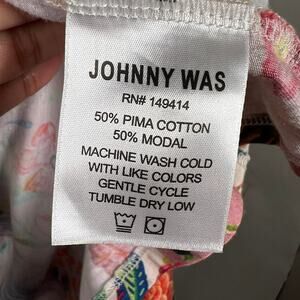 JOHNNY WAS
RN# 149414
50% PIMA COTTON
50% MODAL
MACHINE WASH COLD
WITH LIKE COLORS
GENTLE CYCLE
TUMBLE DRY LOW